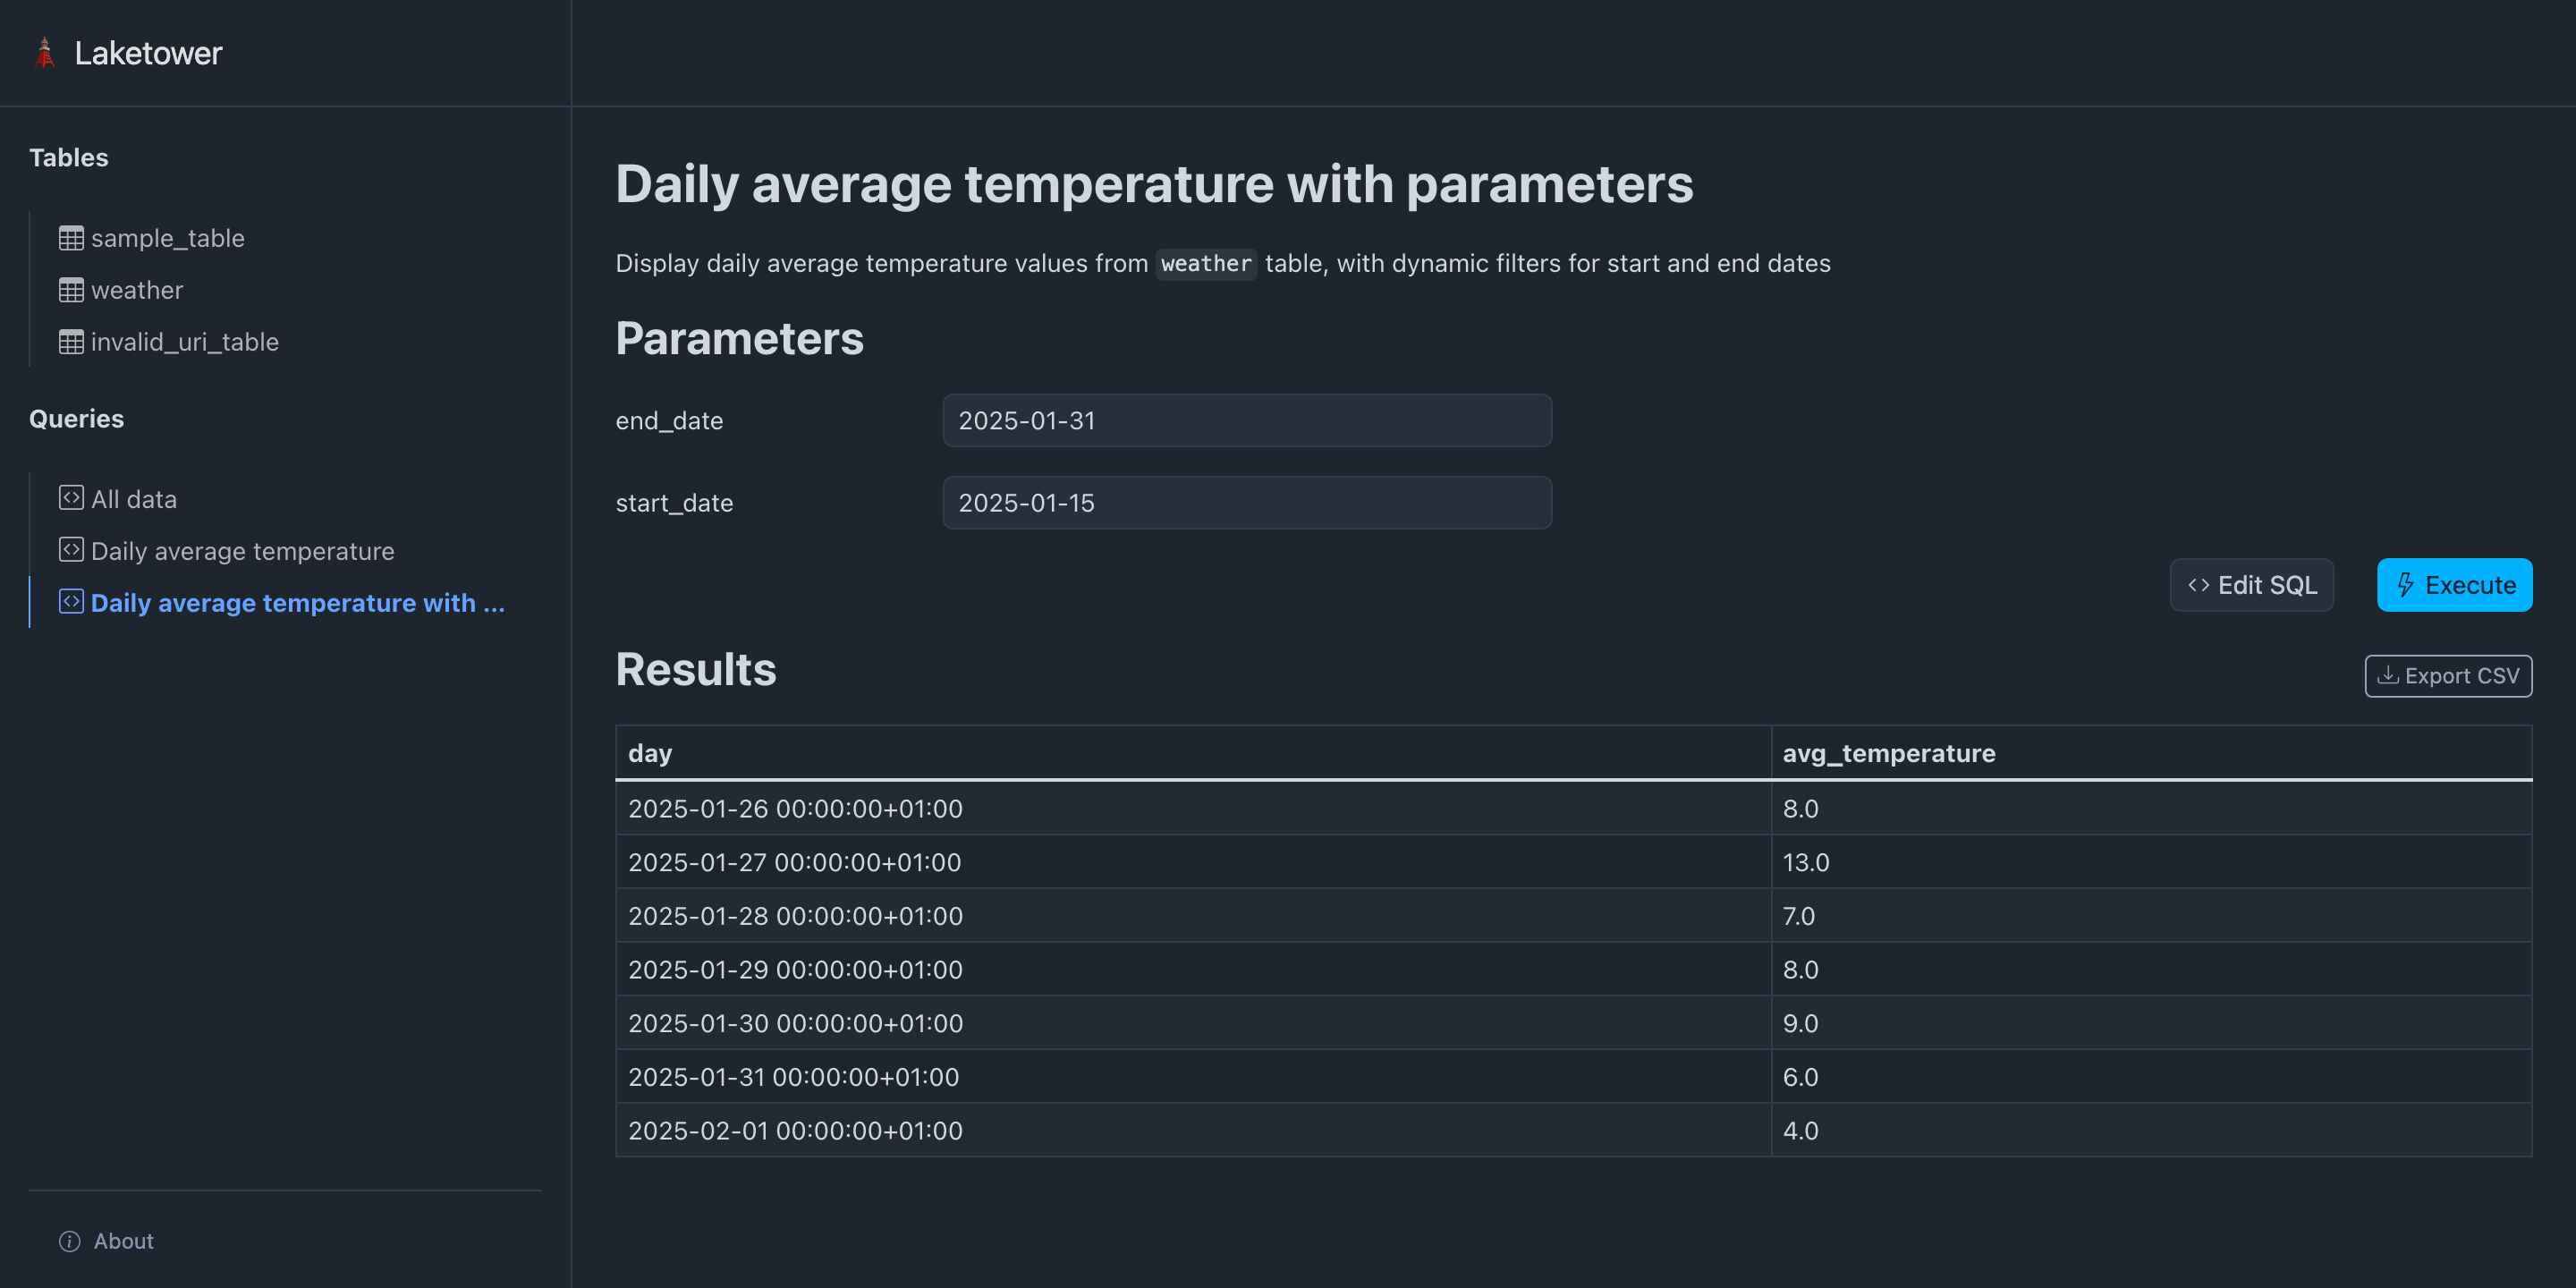 Laketower
Tables
sample_table
weather
invalid_uri_table
Queries
All data
Daily average temperature
Daily average temperature with ...
About
Daily average temperature with parameters
Display daily average temperature values from weather table, with dynamic filters for start and end dates
Parameters
end_date 2025-01-31
start_date 2025-01-15
Edit SQL Execute
Results Export CSV
day avg_temperature
2025-01-26 00:00:00+01:00 8.0
2025-01-27 00:00:00+01:00 13.0
2025-01-28 00:00:00+01:00 7.0
2025-01-29 00:00:00+01:00 8.0
2025-01-30 00:00:00+01:00 9.0
2025-01-31 00:00:00+01:00 6.0
2025-02-01 00:00:00+01:00 4.0